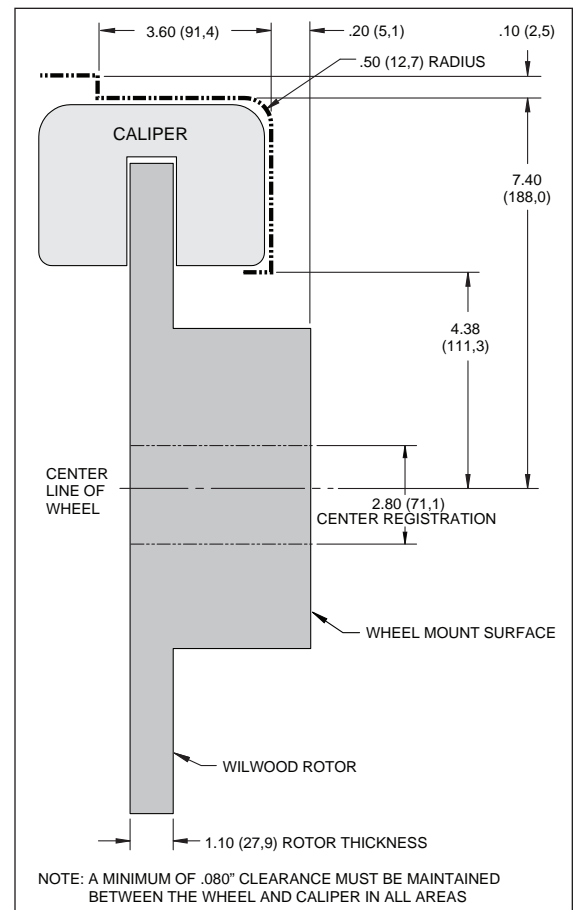 3.60 (91,4)
.20 (5,1)
.10 (2,5)
.50 (12,7) RADIUS
CALIPER
7.40
(188,0)
4.38
(111,3)
CENTER
LINE OF
WHEEL
2.80 (71,1)
CENTER REGISTRATION
WHEEL MOUNT SURFACE
WILWOOD ROTOR
1.10 (27,9) ROTOR THICKNESS
NOTE: A MINIMUM OF .080" CLEARANCE MUST BE MAINTAINED
BETWEEN THE WHEEL AND CALIPER IN ALL AREAS